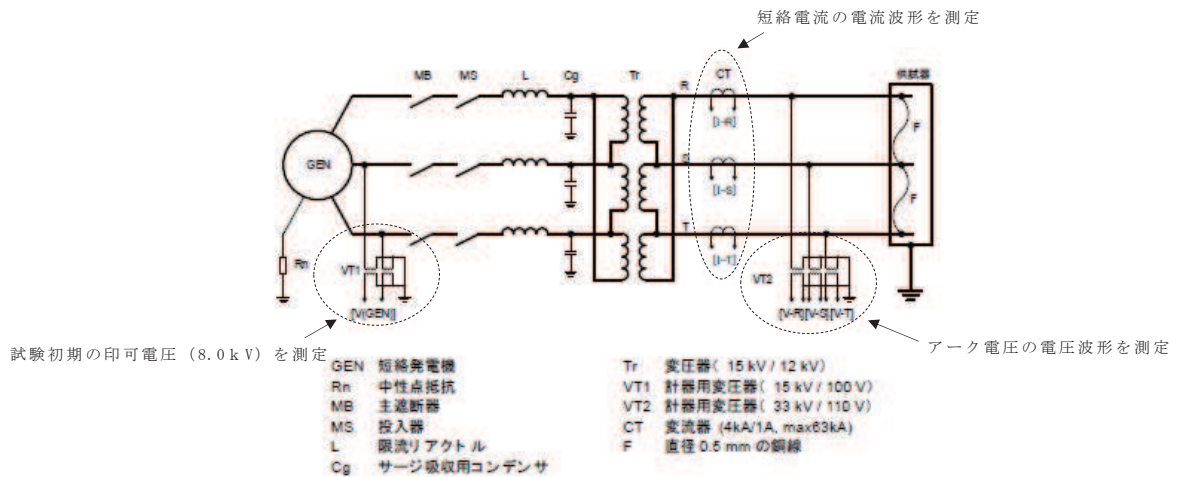 短絡電流の電流波形を測定
MB MS L Cg Tr CT 供試器
R
[I-R]
F
GEN
S
[I-S]
F
T
[I-T]
Rn
VT1
VT2
[V(GEN)]
[V-R][V-S][V-T]
試験初期の印可電圧(8.0kV)を測定
アーク電圧の電圧波形を測定
GEN 短絡発電機
Rn 中性点抵抗
MB 主遮断器
MS 投入器
L 限流リアクトル
Cg サージ吸収用コンデンサ
Tr 変圧器( 15 kV / 12 kV)
VT1 計器用変圧器( 15 kV / 100 V)
VT2 計器用変圧器( 33 kV / 110 V)
CT 変流器 (4kA/1A, max63kA)
F 直径 0.5 mm の銅線